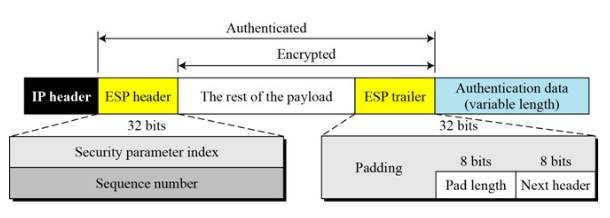 Authenticated
Encrypted
IP header
ESP header
The rest of the payload
ESP trailer
Authentication data
(variable length)
32 bits
32 bits
Security parameter index
Sequence number
Padding
8 bits
8 bits
Pad length
Next header